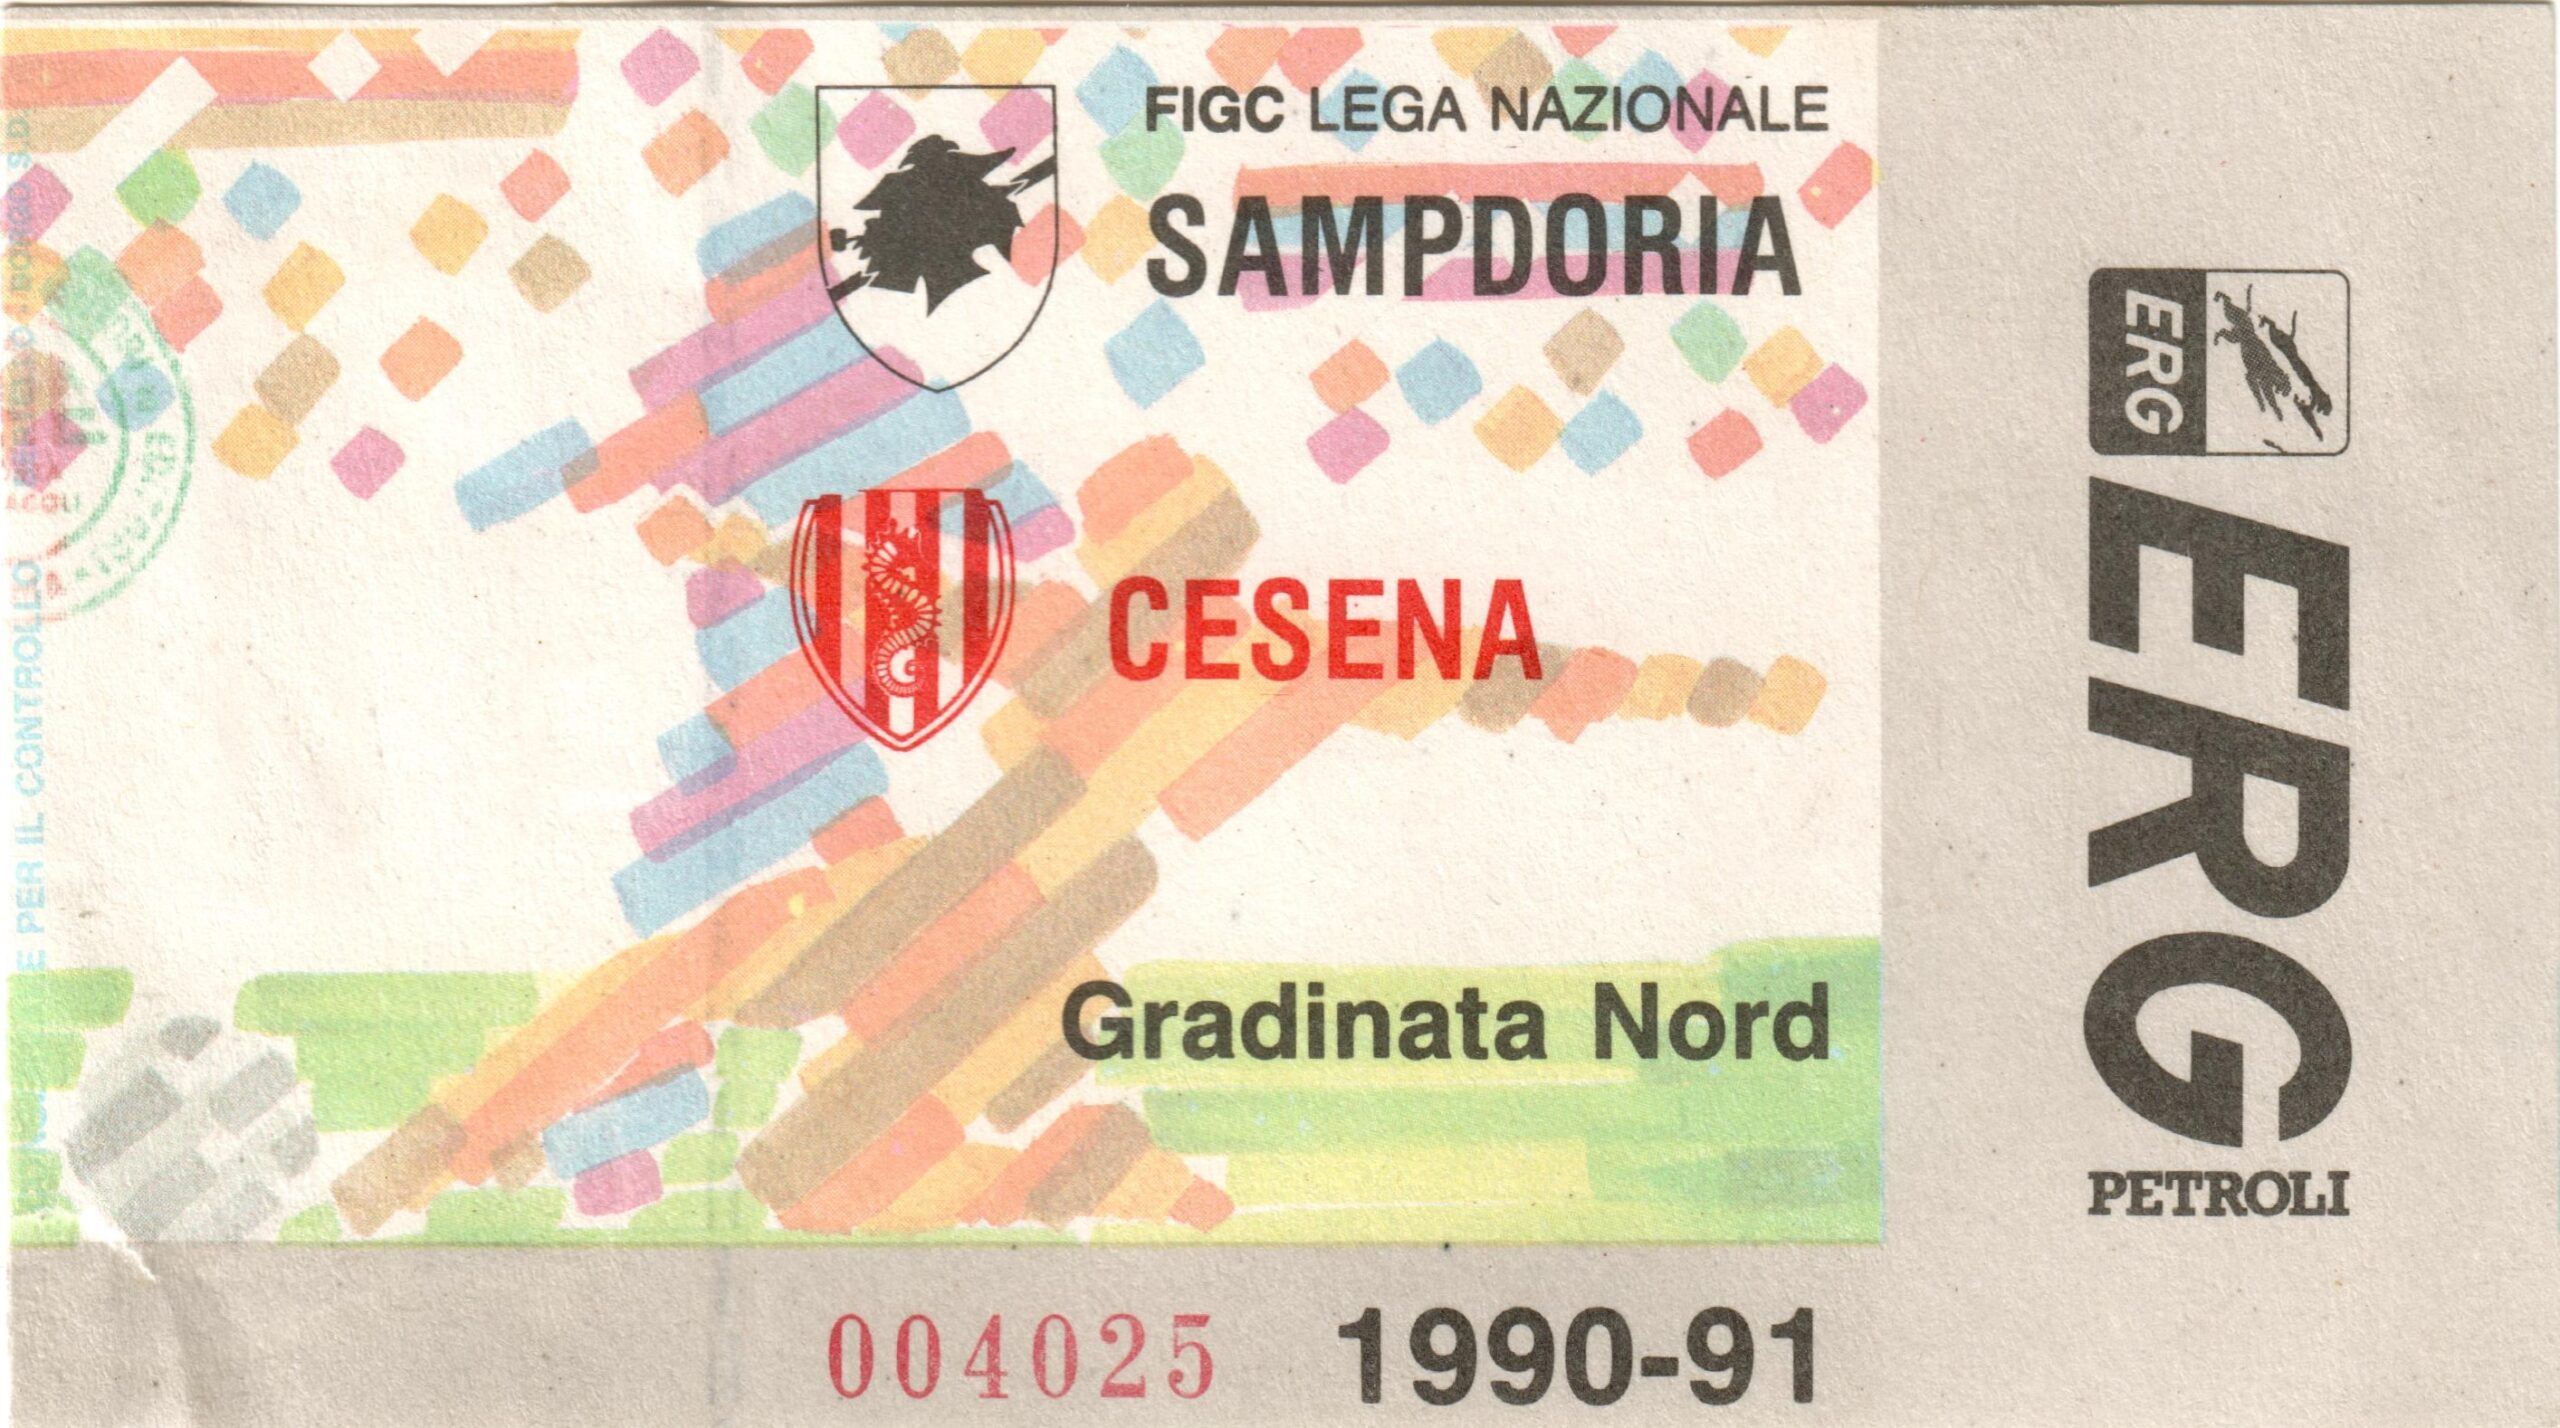 FIGC LEGA NAZIONALE
SAMPDORIA
CESENA
Gradinata Nord
004025 1990-91
ERG
ERG
PETROLI
PER IL CONTROLLO